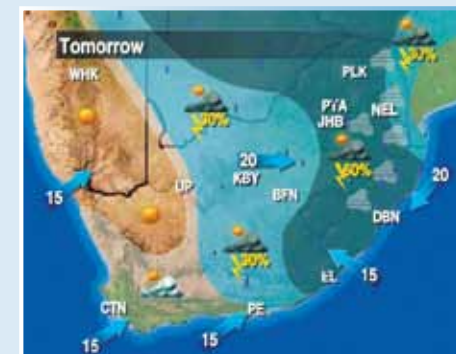 Tomorrow
30%
WHK
PLK
PTA
NEL
JHB
30%
60%
20
15
UP
KBY
BFN
20
DBN
30%
EL
15
CTN
PE
15
15